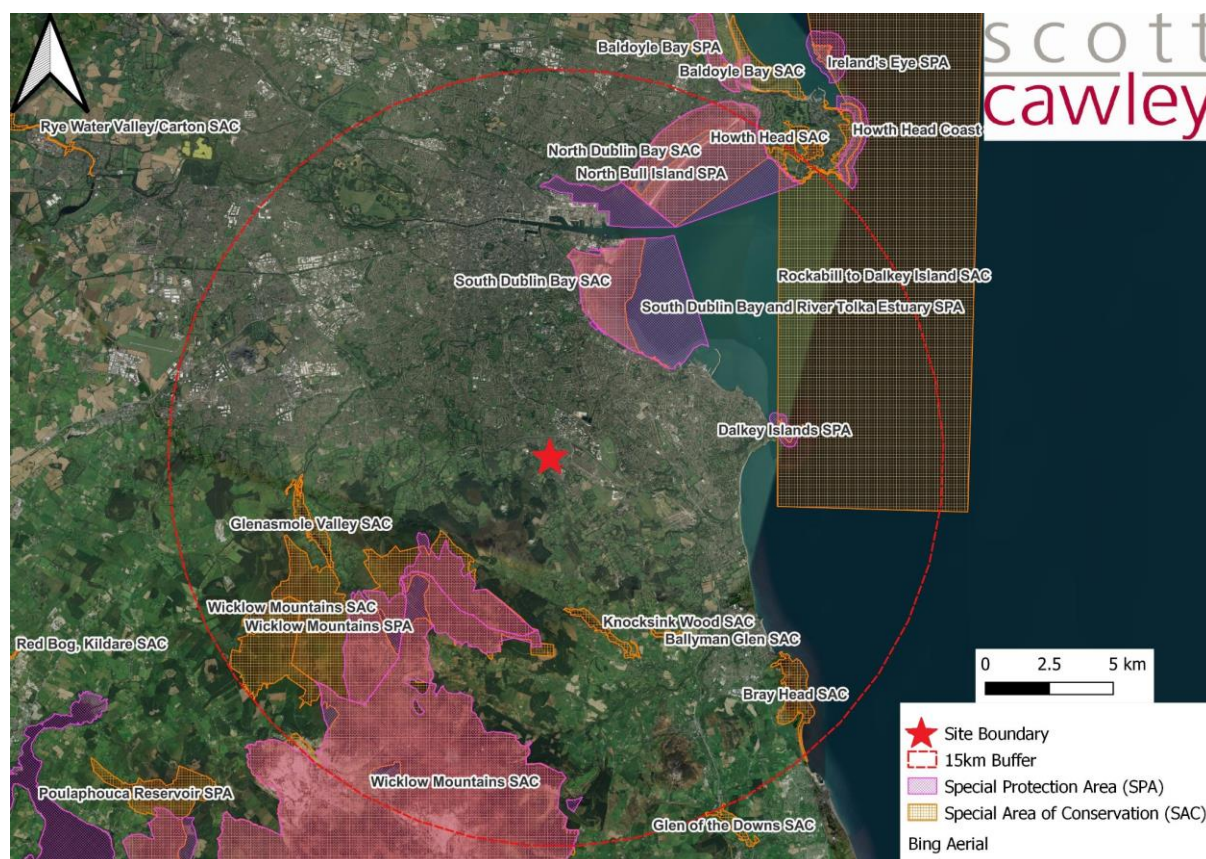 scott
cawley
Baldoyle Bay SPA
Ireland's Eye SPA
Baldoyle Bay SAC
Rye Water Valley/Carton SAC
Howth Head SAC
Howth Head Coast
North Dublin Bay SAC
North Bull Island SPA
South Dublin Bay SAC
Rockabill to Dalkey Island SAC
South Dublin Bay and River Tolka Estuary SPA
Dalkey Islands SPA
Glenasmole Valley SAC
Wicklow Mountains SAC
Wicklow Mountains SPA
Knocksink Wood SAC
Ballyman Glen SAC
Red Bog, Kildare SAC
Bray Head SAC
Wicklow Mountains SAC
Poulaphouca Reservoir SPA
Glen of the Downs SAC
0 2.5 5 km
Site Boundary
15km Buffer
Special Protection Area (SPA)
Special Area of Conservation (SAC)
Bing Aerial